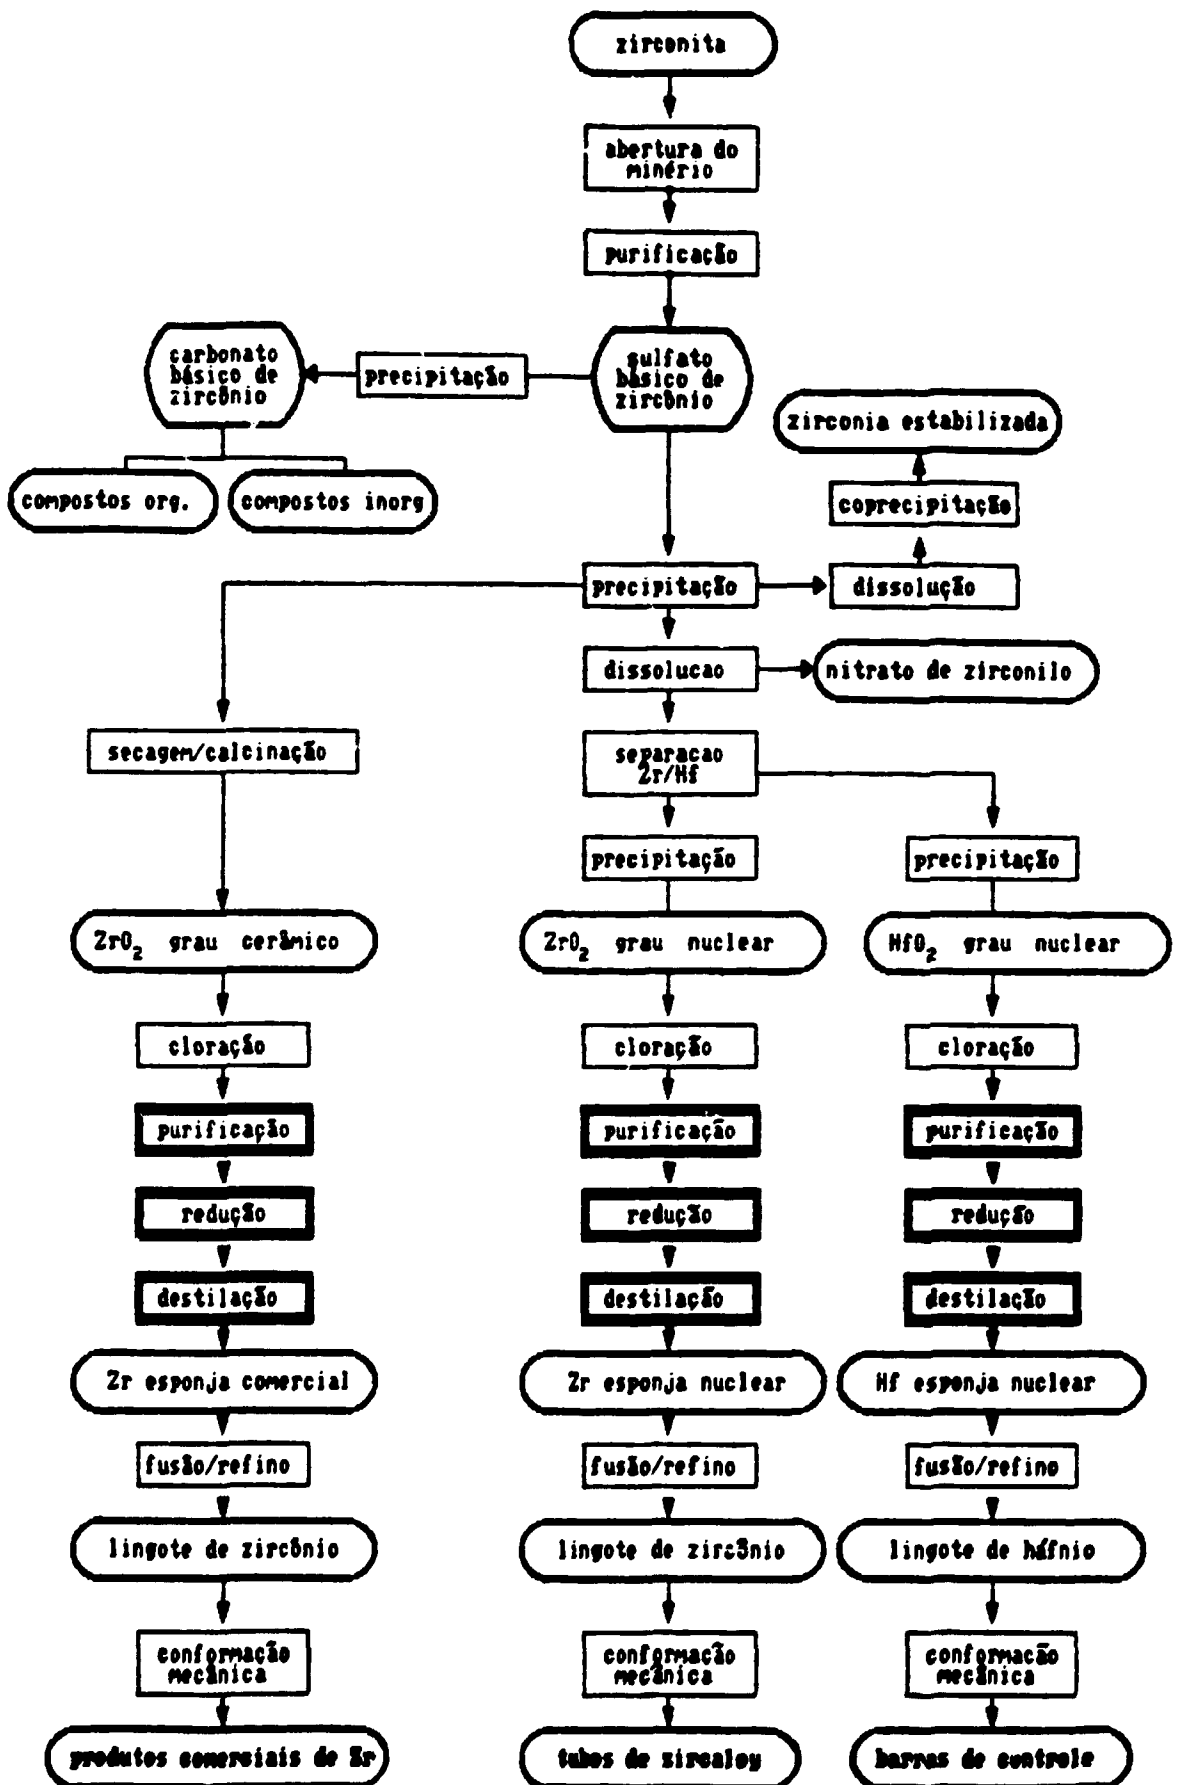 zirconita
abertura do
minério
purificação
carbonato
básico de
zircônio
precipitação
sulfato
básico de
zircônio
zirconia estabilizada
compostos org.
compostos inorg
coprecipitação
precipitação
dissolução
dissolucao
nitrato de zirconilo
secagem/calcinação
separacao
Zr/Hf
precipitação
precipitação
ZrO₂ grau cerâmico
ZrO₂ grau nuclear
HfO₂ grau nuclear
cloração
cloração
cloração
purificação
purificação
purificação
redução
redução
redução
destilação
destilação
destilação
Zr esponja comercial
Zr esponja nuclear
Hf esponja nuclear
fusão/refino
fusão/refino
fusão/refino
lingote de zircônio
lingote de zircônio
lingote de háfnio
conformação
mecânica
conformação
mecânica
conformação
mecânica
produtos comerciais de Zr
tubos de zircaloy
barras de controle